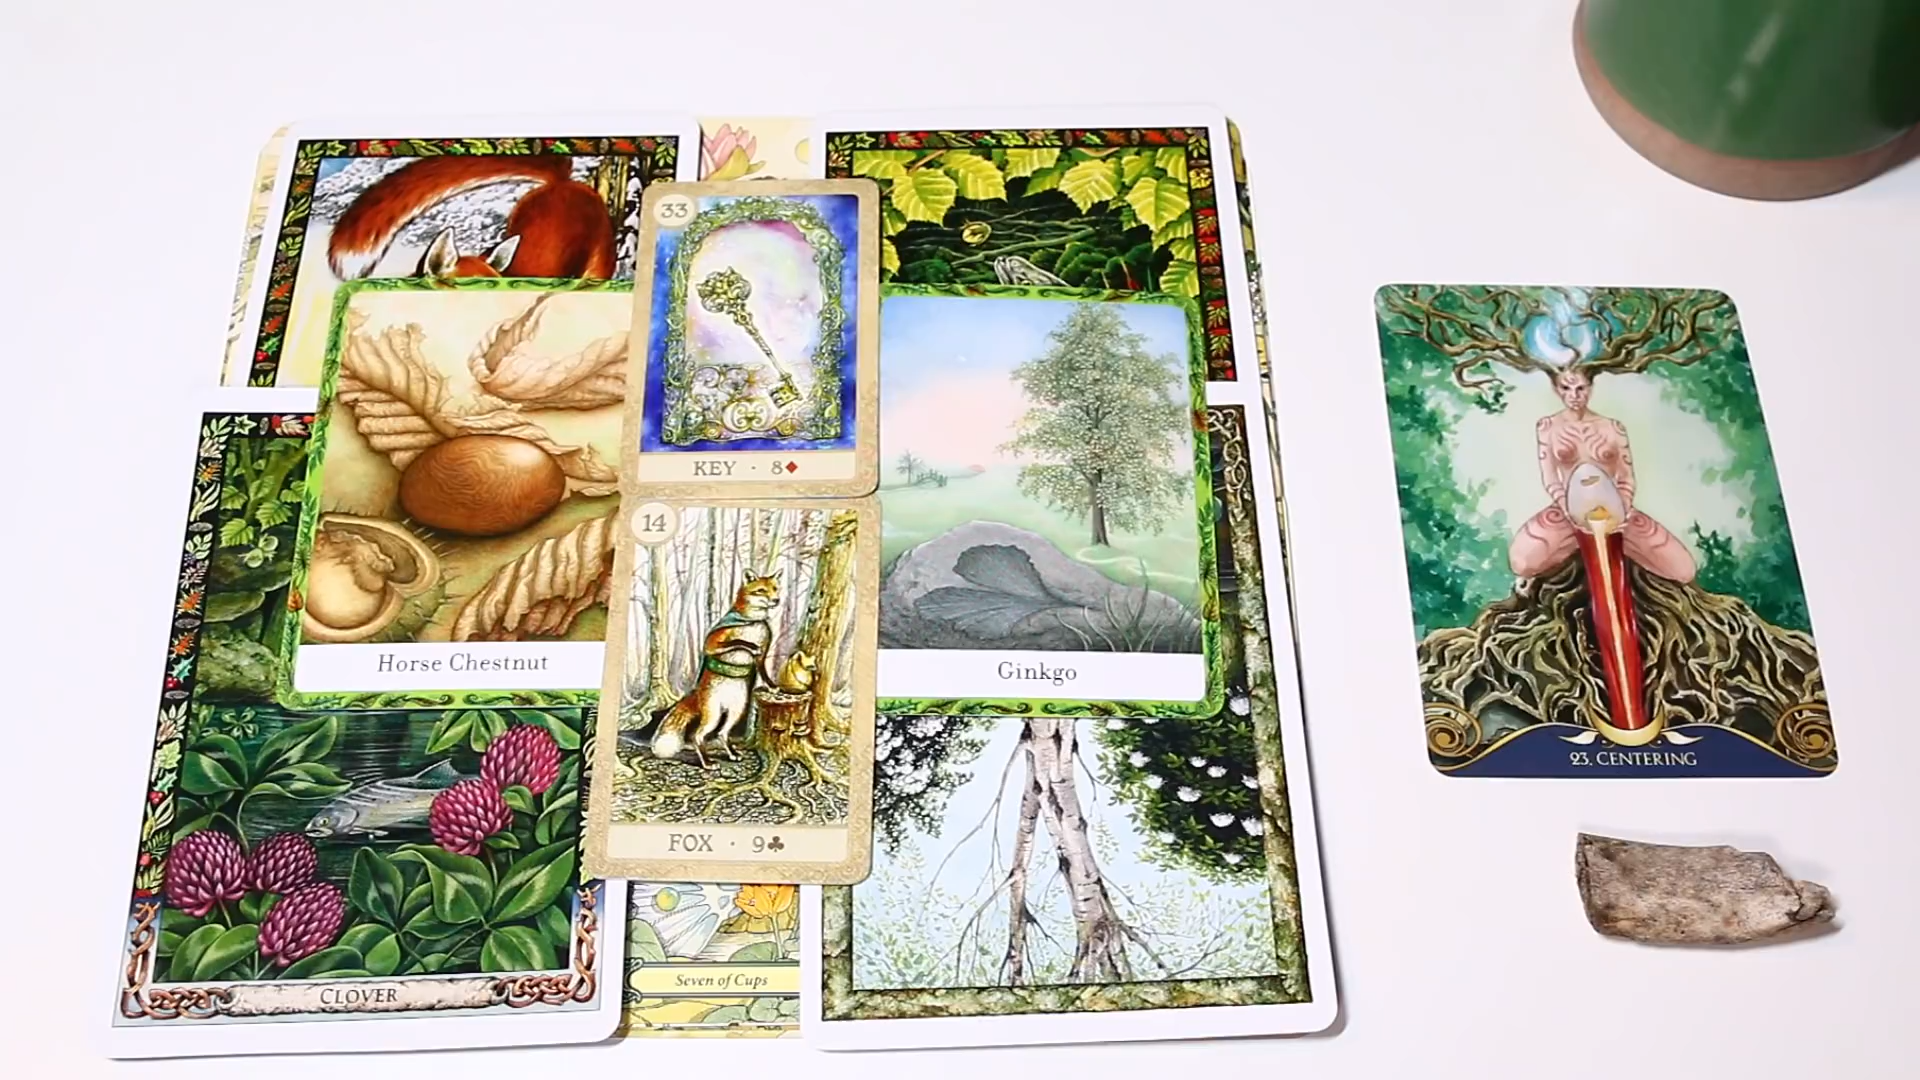 33
KEY · 8♦
14
Horse Chestnut
Ginkgo
FOX · 9♣
23. CENTERING
Seven of Cups
CLOVER